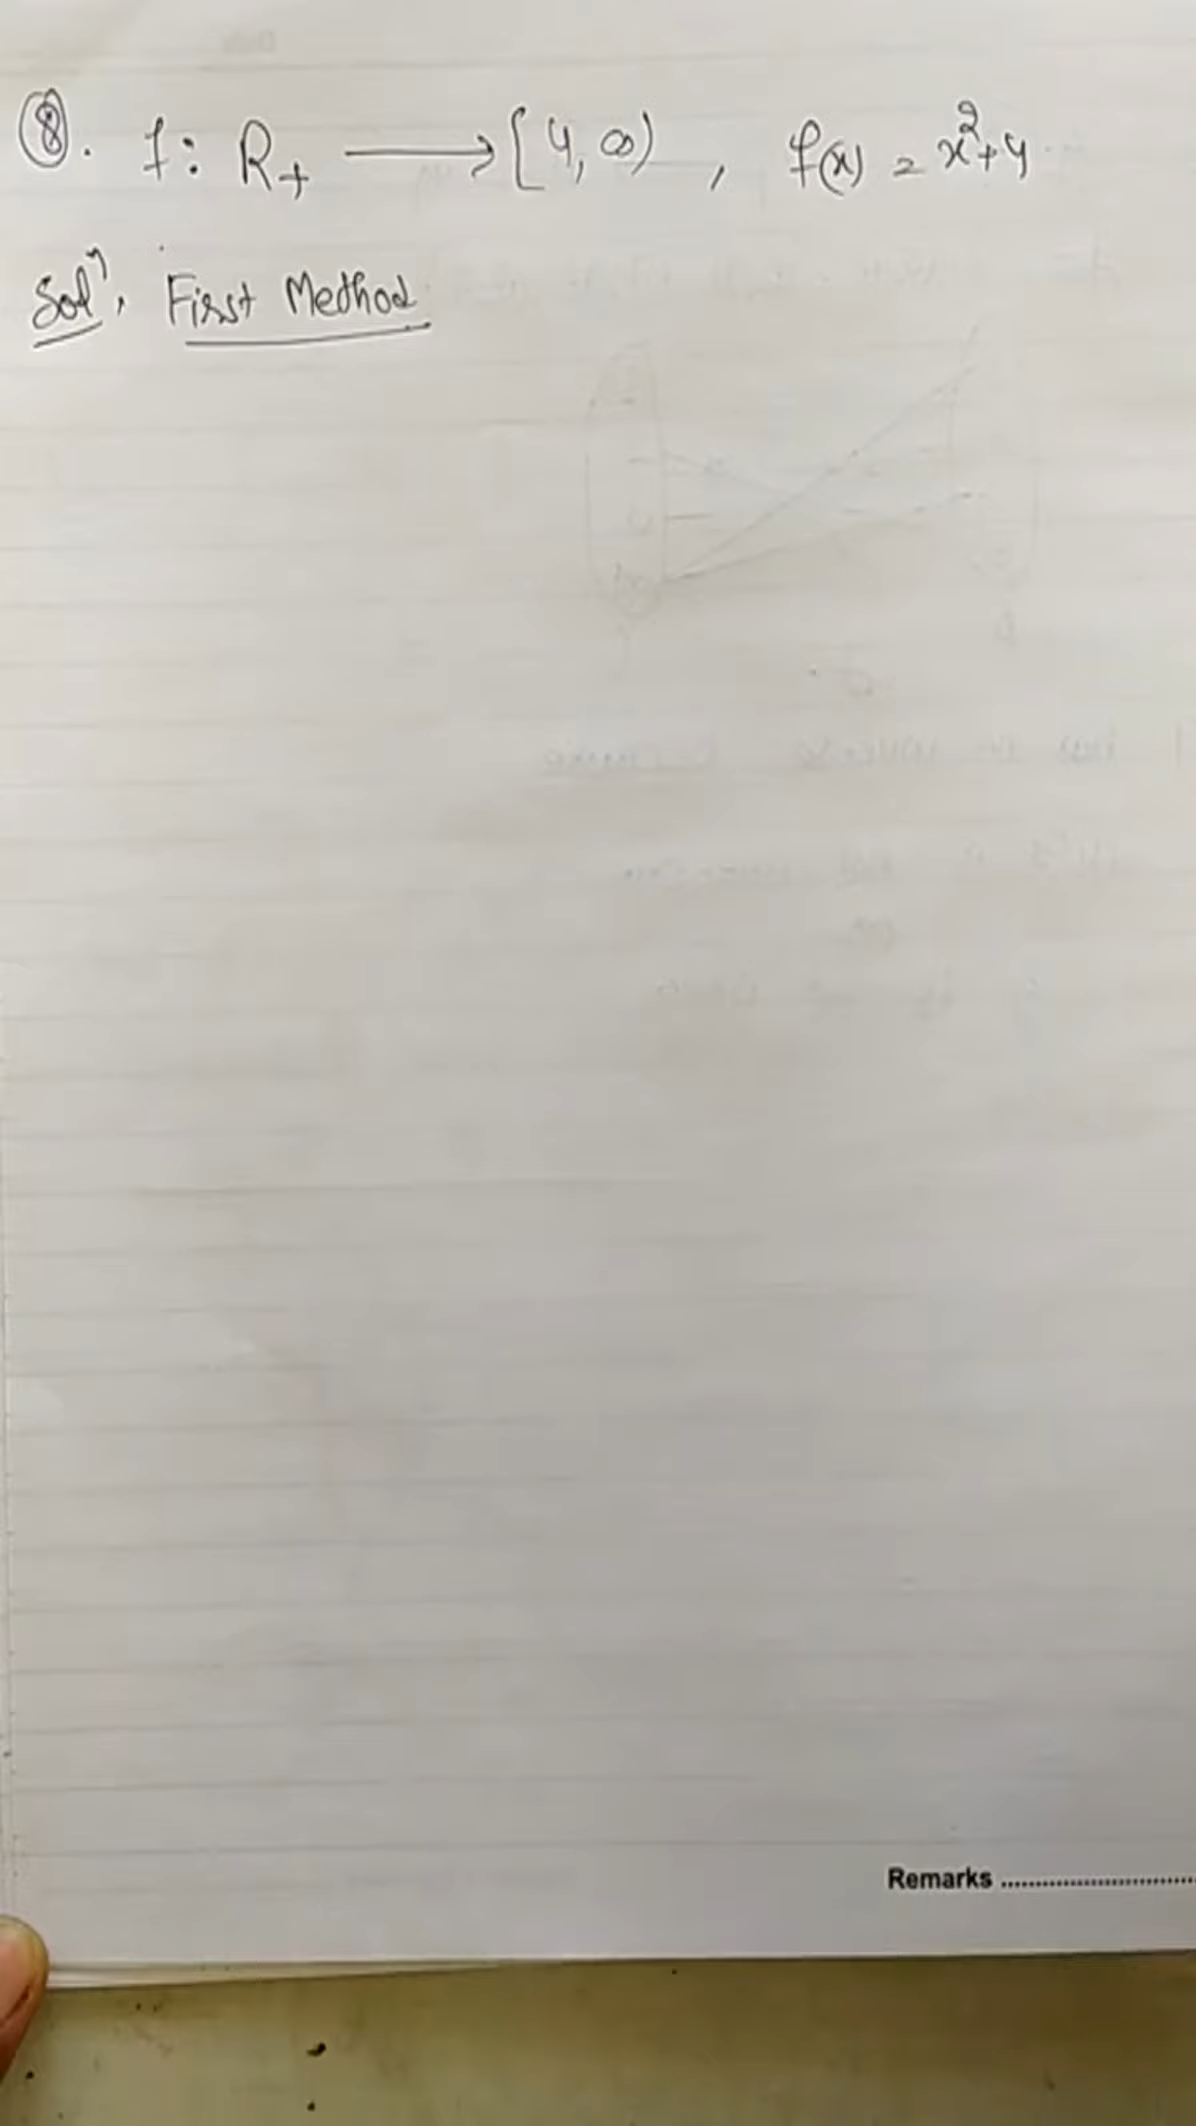 ⑧. f: R₊ ⟶ [4, ∞) , f(x) = x²+4
Solⁿ, First Method
Remarks ..............................